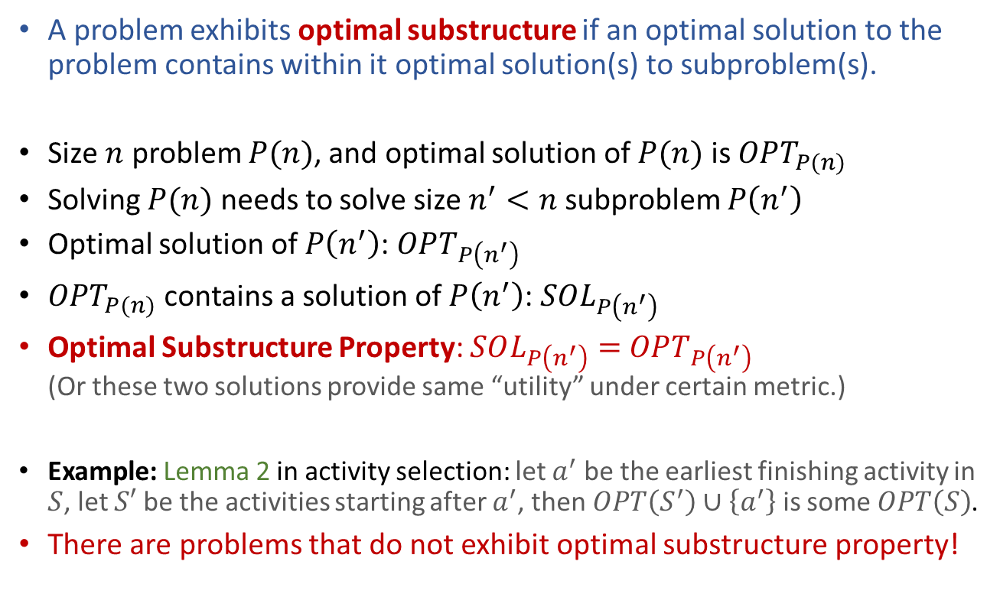 • A problem exhibits optimal substructure if an optimal solution to the
problem contains within it optimal solution(s) to subproblem(s).
• Size n problem P(n), and optimal solution of P(n) is OPT_{P(n)}
• Solving P(n) needs to solve size n′ < n subproblem P(n′)
• Optimal solution of P(n′): OPT_{P(n′)}
• OPT_{P(n)} contains a solution of P(n′): SOL_{P(n′)}
• Optimal Substructure Property: SOL_{P(n′)} = OPT_{P(n′)}
(Or these two solutions provide same “utility” under certain metric.)
• Example: Lemma 2 in activity selection: let a′ be the earliest finishing activity in
S, let S′ be the activities starting after a′, then OPT(S′) ∪ {a′} is some OPT(S).
• There are problems that do not exhibit optimal substructure property!